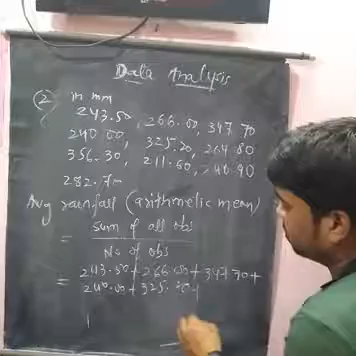 Data Analysis
② in mm
243.50, 266.00, 347.70
240.00, 325.20, 264.80
356.30, 211.60, 240.90
282.70
Avg rainfall (arithmetic mean)
= sum of all obs
No of obs
= 243.50 + 266.00 + 347.70 +
240.00 + 325.20 +